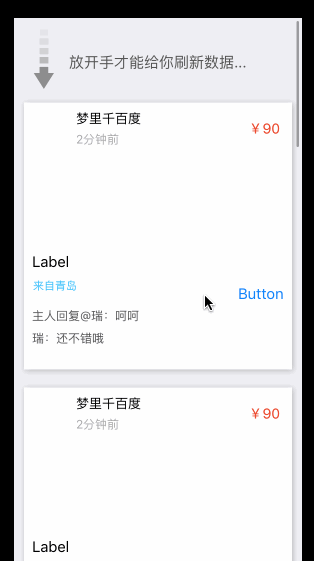 放开手才能给你刷新数据...
梦里千百度
¥ 90
2分钟前
Label
来自青岛
Button
主人回复@瑞：呵呵
瑞：还不错哦
梦里千百度
¥ 90
2分钟前
Label